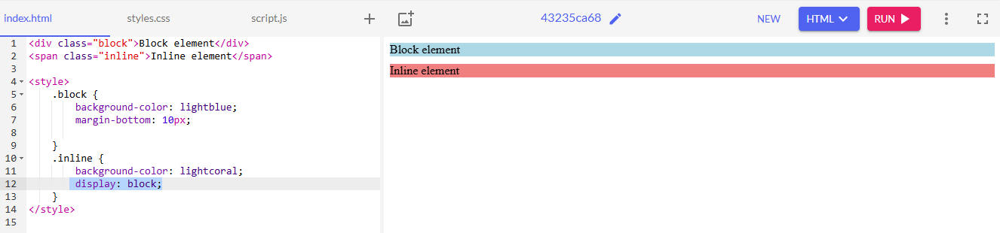 index.html styles.css script.js + 43235ca68 NEW HTML RUN
1 <div class="block">Block element</div>
2 <span class="inline">Inline element</span>
3
4 <style>
5 .block {
6 background-color: lightblue;
7 margin-bottom: 10px;
8
9 }
10 .inline {
11 background-color: lightcoral;
12 display: block;
13 }
14 </style>
15
Block element
Inline element